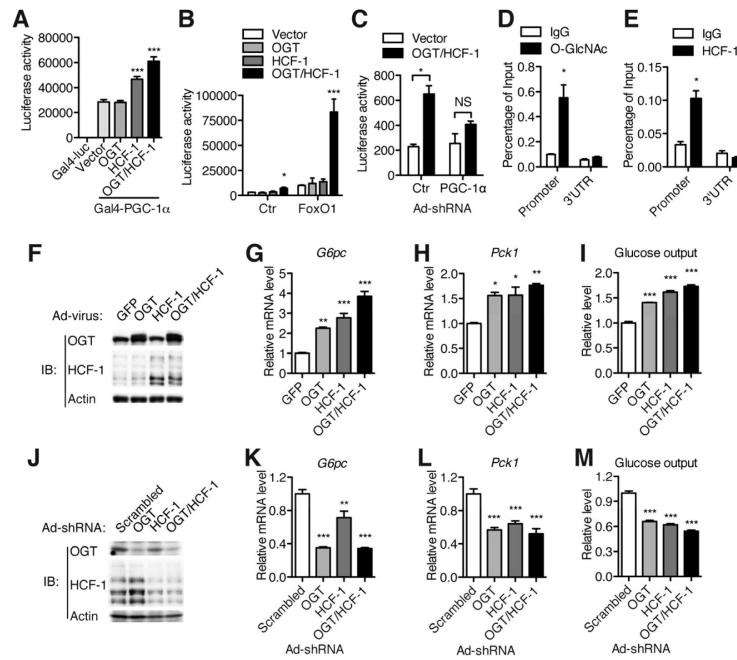 A
Luciferase activity
80000
60000
40000
20000
0
Gal4-luc
Vector
OGT
HCF-1
OGT/HCF-1
***
***
Gal4-PGC-1α
B
Vector
OGT
HCF-1
OGT/HCF-1
Luciferase activity
100000
75000
50000
25000
0
*
***
Ctr
FoxO1
C
Vector
OGT/HCF-1
Luciferase activity
800
600
400
200
0
*
NS
Ctr
PGC-1α
Ad-shRNA
D
IgG
O-GlcNAc
Percentage of Input
0.8
0.6
0.4
0.2
0.0
*
Promoter
3'UTR
E
IgG
HCF-1
Percentage of Input
0.15
0.10
0.05
0.00
*
Promoter
3'UTR
F
Ad-virus:
GFP
OGT
HCF-1
OGT/HCF-1
OGT
IB:
HCF-1
Actin
G
G6pc
Relative mRNA level
5
4
3
2
1
0
**
***
***
GFP
OGT
HCF-1
OGT/HCF-1
H
Pck1
Relative mRNA level
2.0
1.5
1.0
0.5
0.0
*
*
**
GFP
OGT
HCF-1
OGT/HCF-1
I
Glucose output
Relative level
2.0
1.5
1.0
0.5
0.0
***
***
***
GFP
OGT
HCF-1
OGT/HCF-1
J
Ad-shRNA:
Scrambled
OGT
HCF-1
OGT/HCF-1
OGT
IB:
HCF-1
Actin
K
G6pc
Relative mRNA level
1.2
0.8
0.4
0.0
***
**
***
Scrambled
OGT
HCF-1
OGT/HCF-1
Ad-shRNA
L
Pck1
Relative mRNA level
1.2
0.9
0.6
0.3
0.0
***
***
***
Scrambled
OGT
HCF-1
OGT/HCF-1
Ad-shRNA
M
Glucose output
Relative mRNA level
1.2
0.9
0.6
0.3
0.0
***
***
***
Scrambled
OGT
HCF-1
OGT/HCF-1
Ad-shRNA